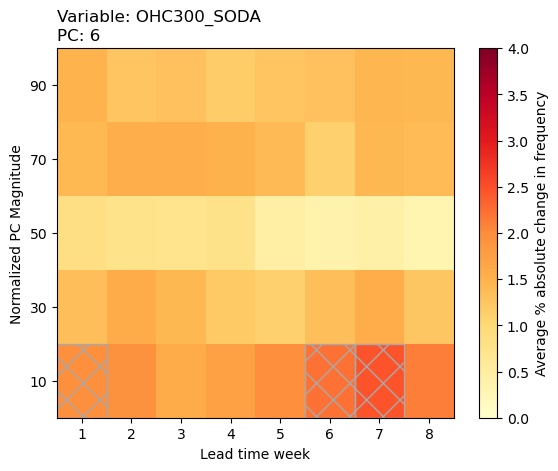 Variable: OHC300_SODA
PC: 6
Normalized PC Magnitude
90
70
50
30
10
1 2 3 4 5 6 7 8
Lead time week
4.0
3.5
3.0
2.5
2.0
1.5
1.0
0.5
0.0
Average % absolute change in frequency